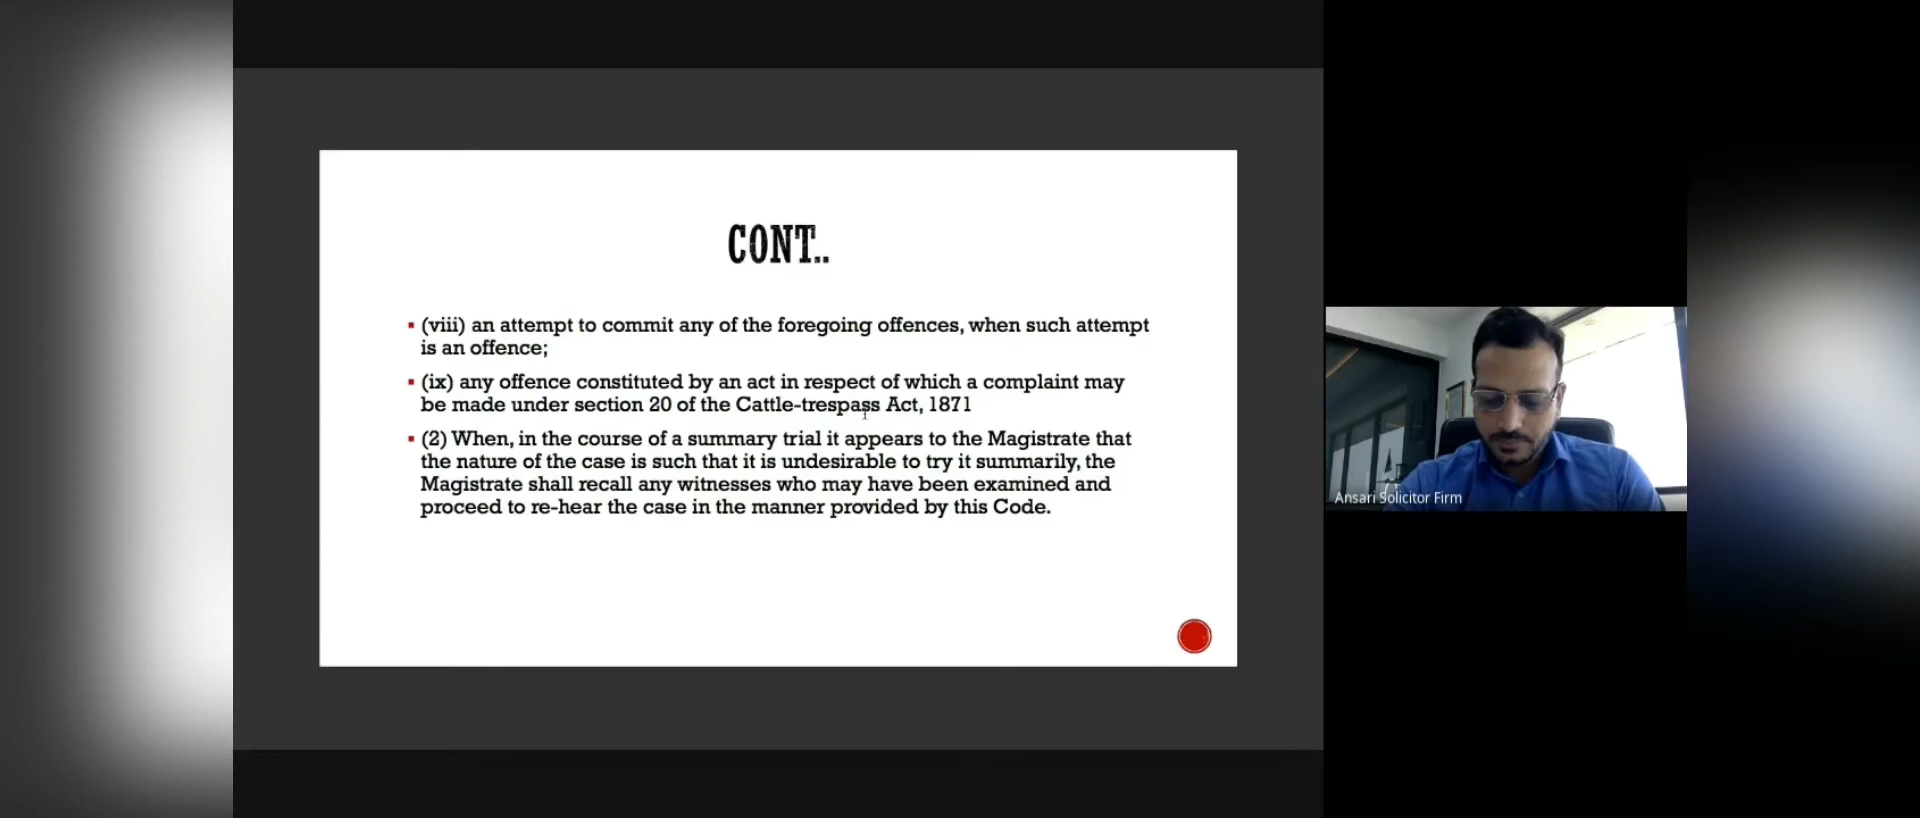 CONT..
▪ (viii) an attempt to commit any of the foregoing offences, when such attempt
is an offence;
▪ (ix) any offence constituted by an act in respect of which a complaint may
be made under section 20 of the Cattle-trespass Act, 1871
▪ (2) When, in the course of a summary trial it appears to the Magistrate that
the nature of the case is such that it is undesirable to try it summarily, the
Magistrate shall recall any witnesses who may have been examined and
proceed to re-hear the case in the manner provided by this Code.
Ansari Solicitor Firm